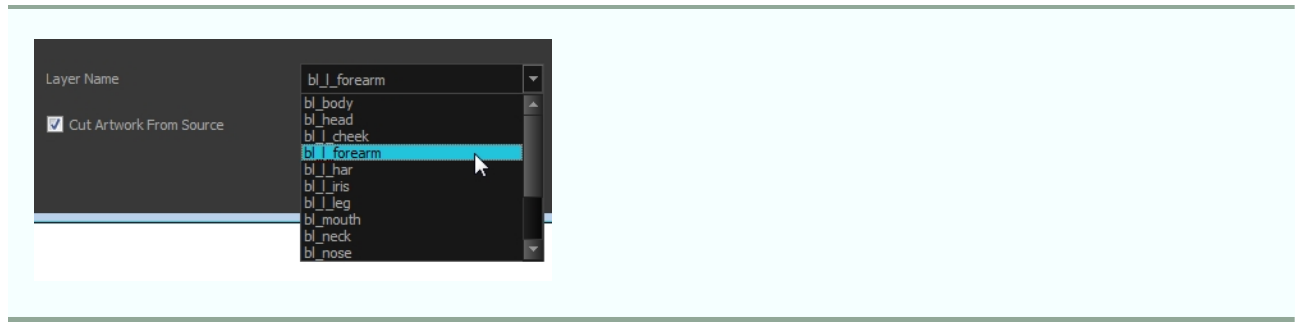 Layer Name
bl_l_forearm
bl_body
bl_head
Cut Artwork From Source
bl_l_cheek
bl_l_forearm
bl_l_har
bl_l_iris
bl_l_leg
bl_mouth
bl_neck
bl_nose